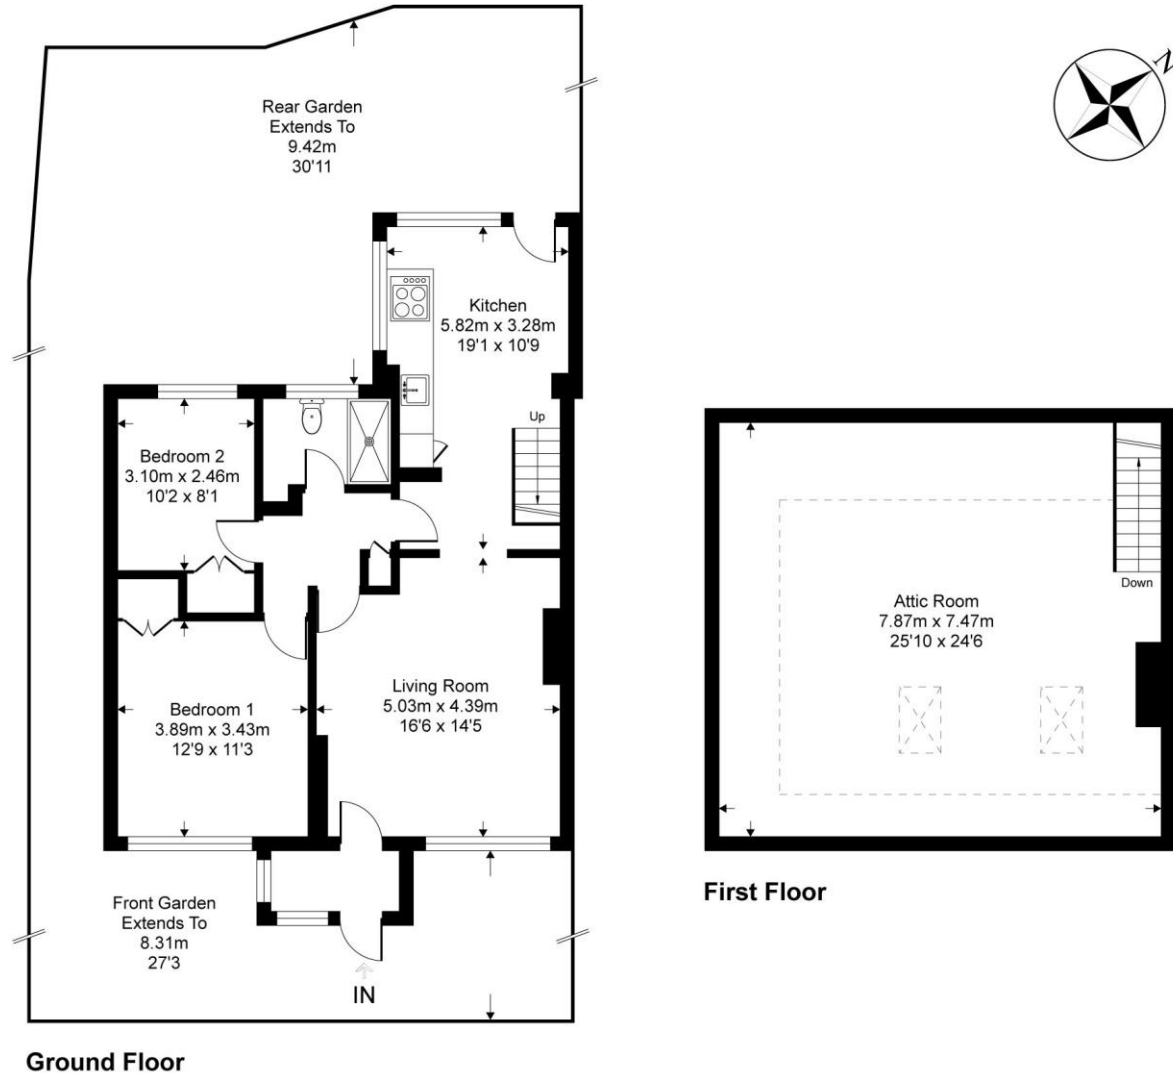 N
Rear Garden
Extends To
9.42m
30'11
Kitchen
5.82m x 3.28m
19'1 x 10'9
Up
Bedroom 2
3.10m x 2.46m
10'2 x 8'1
Living Room
5.03m x 4.39m
16'6 x 14'5
Bedroom 1
3.89m x 3.43m
12'9 x 11'3
Front Garden
Extends To
8.31m
27'3
IN
Ground Floor
Down
Attic Room
7.87m x 7.47m
25'10 x 24'6
First Floor